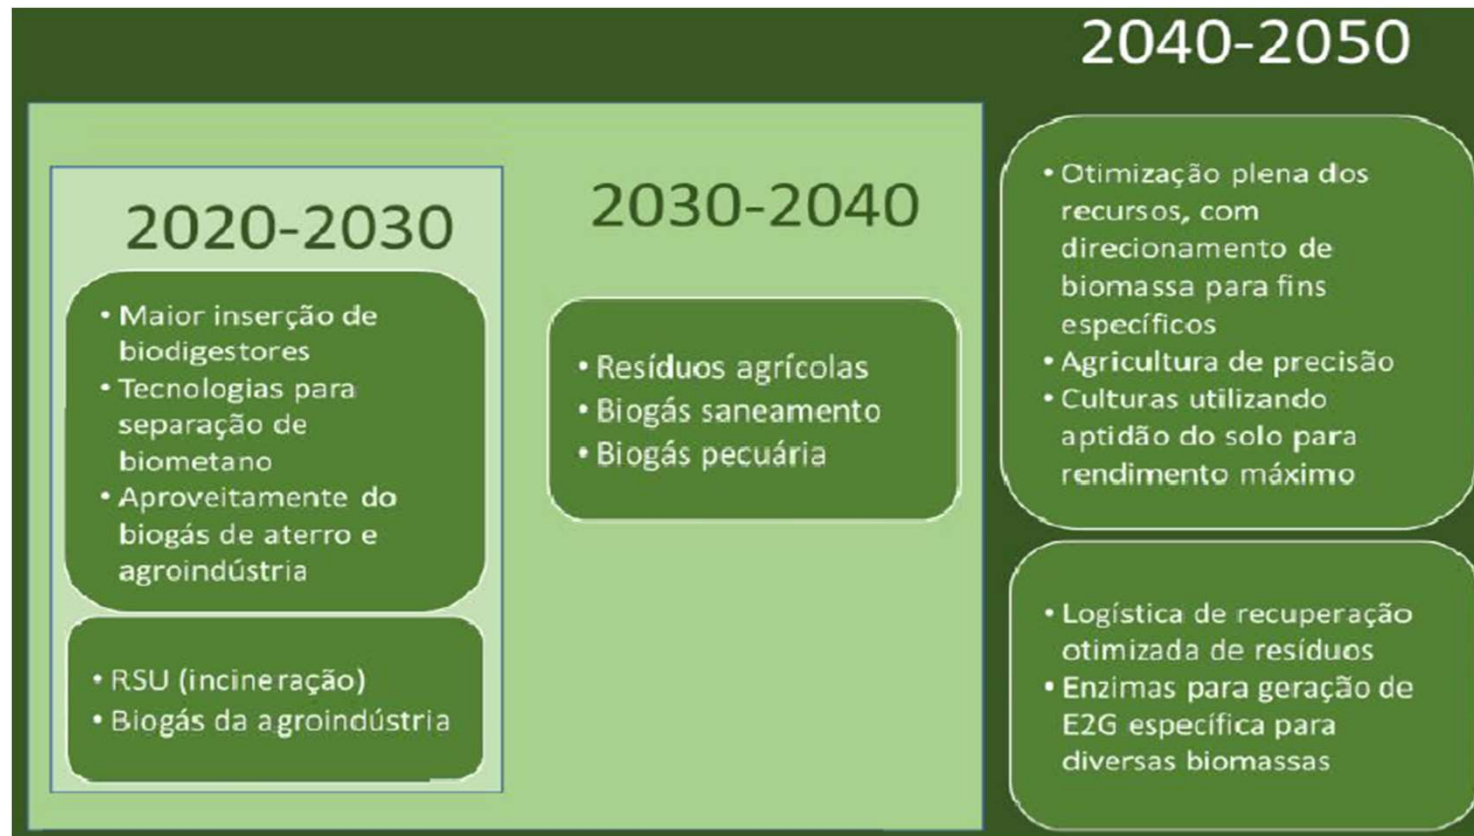 2020-2030
• Maior inserção de
biodigestores
• Tecnologias para
separação de
biometano
• Aproveitamente do
biogás de aterro e
agroindústria
• RSU (incineração)
• Biogás da agroindústria
2030-2040
• Resíduos agrícolas
• Biogás saneamento
• Biogás pecuária
2040-2050
• Otimização plena dos
recursos, com
direcionamento de
biomassa para fins
específicos
• Agricultura de precisão
• Culturas utilizando
aptidão do solo para
rendimento máximo
• Logística de recuperação
otimizada de resíduos
• Enzimas para geração de
E2G específica para
diversas biomassas